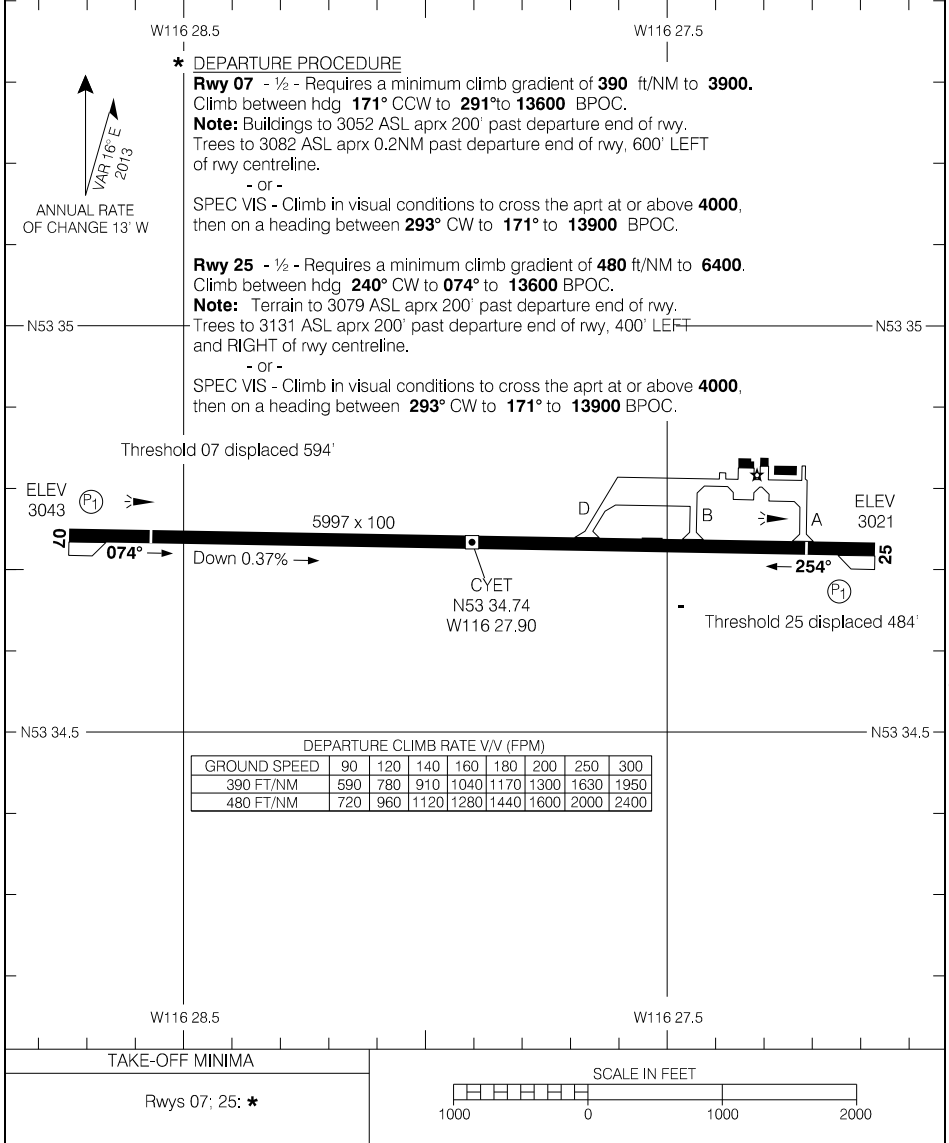 W116 28.5 W116 27.5
* DEPARTURE PROCEDURE
Rwy 07 - ½ - Requires a minimum climb gradient of 390 ft/NM to 3900.
Climb between hdg 171° CCW to 291°to 13600 BPOC.
Note: Buildings to 3052 ASL aprx 200' past departure end of rwy.
Trees to 3082 ASL aprx 0.2NM past departure end of rwy, 600' LEFT
of rwy centreline.
- or -
SPEC VIS - Climb in visual conditions to cross the aprt at or above 4000,
then on a heading between 293° CW to 171° to 13900 BPOC.
VAR 16° E
2013
ANNUAL RATE
OF CHANGE 13' W
Rwy 25 - ½ - Requires a minimum climb gradient of 480 ft/NM to 6400.
Climb between hdg 240° CW to 074° to 13600 BPOC.
Note: Terrain to 3079 ASL aprx 200' past departure end of rwy.
Trees to 3131 ASL aprx 200' past departure end of rwy, 400' LEFT
and RIGHT of rwy centreline.
- or -
SPEC VIS - Climb in visual conditions to cross the aprt at or above 4000,
then on a heading between 293° CW to 171° to 13900 BPOC.
N53 35 N53 35
Threshold 07 displaced 594'
ELEV
3043
P1
07
074°
5997 x 100
Down 0.37%
D
B
A
ELEV
3021
25
254°
P1
Threshold 25 displaced 484'
CYET
N53 34.74
W116 27.90
N53 34.5 N53 34.5
DEPARTURE CLIMB RATE V/V (FPM)
GROUND SPEED 90 120 140 160 180 200 250 300
390 FT/NM 590 780 910 1040 1170 1300 1630 1950
480 FT/NM 720 960 1120 1280 1440 1600 2000 2400
W116 28.5 W116 27.5
TAKE-OFF MINIMA
Rwys 07; 25: *
SCALE IN FEET
1000 0 1000 2000